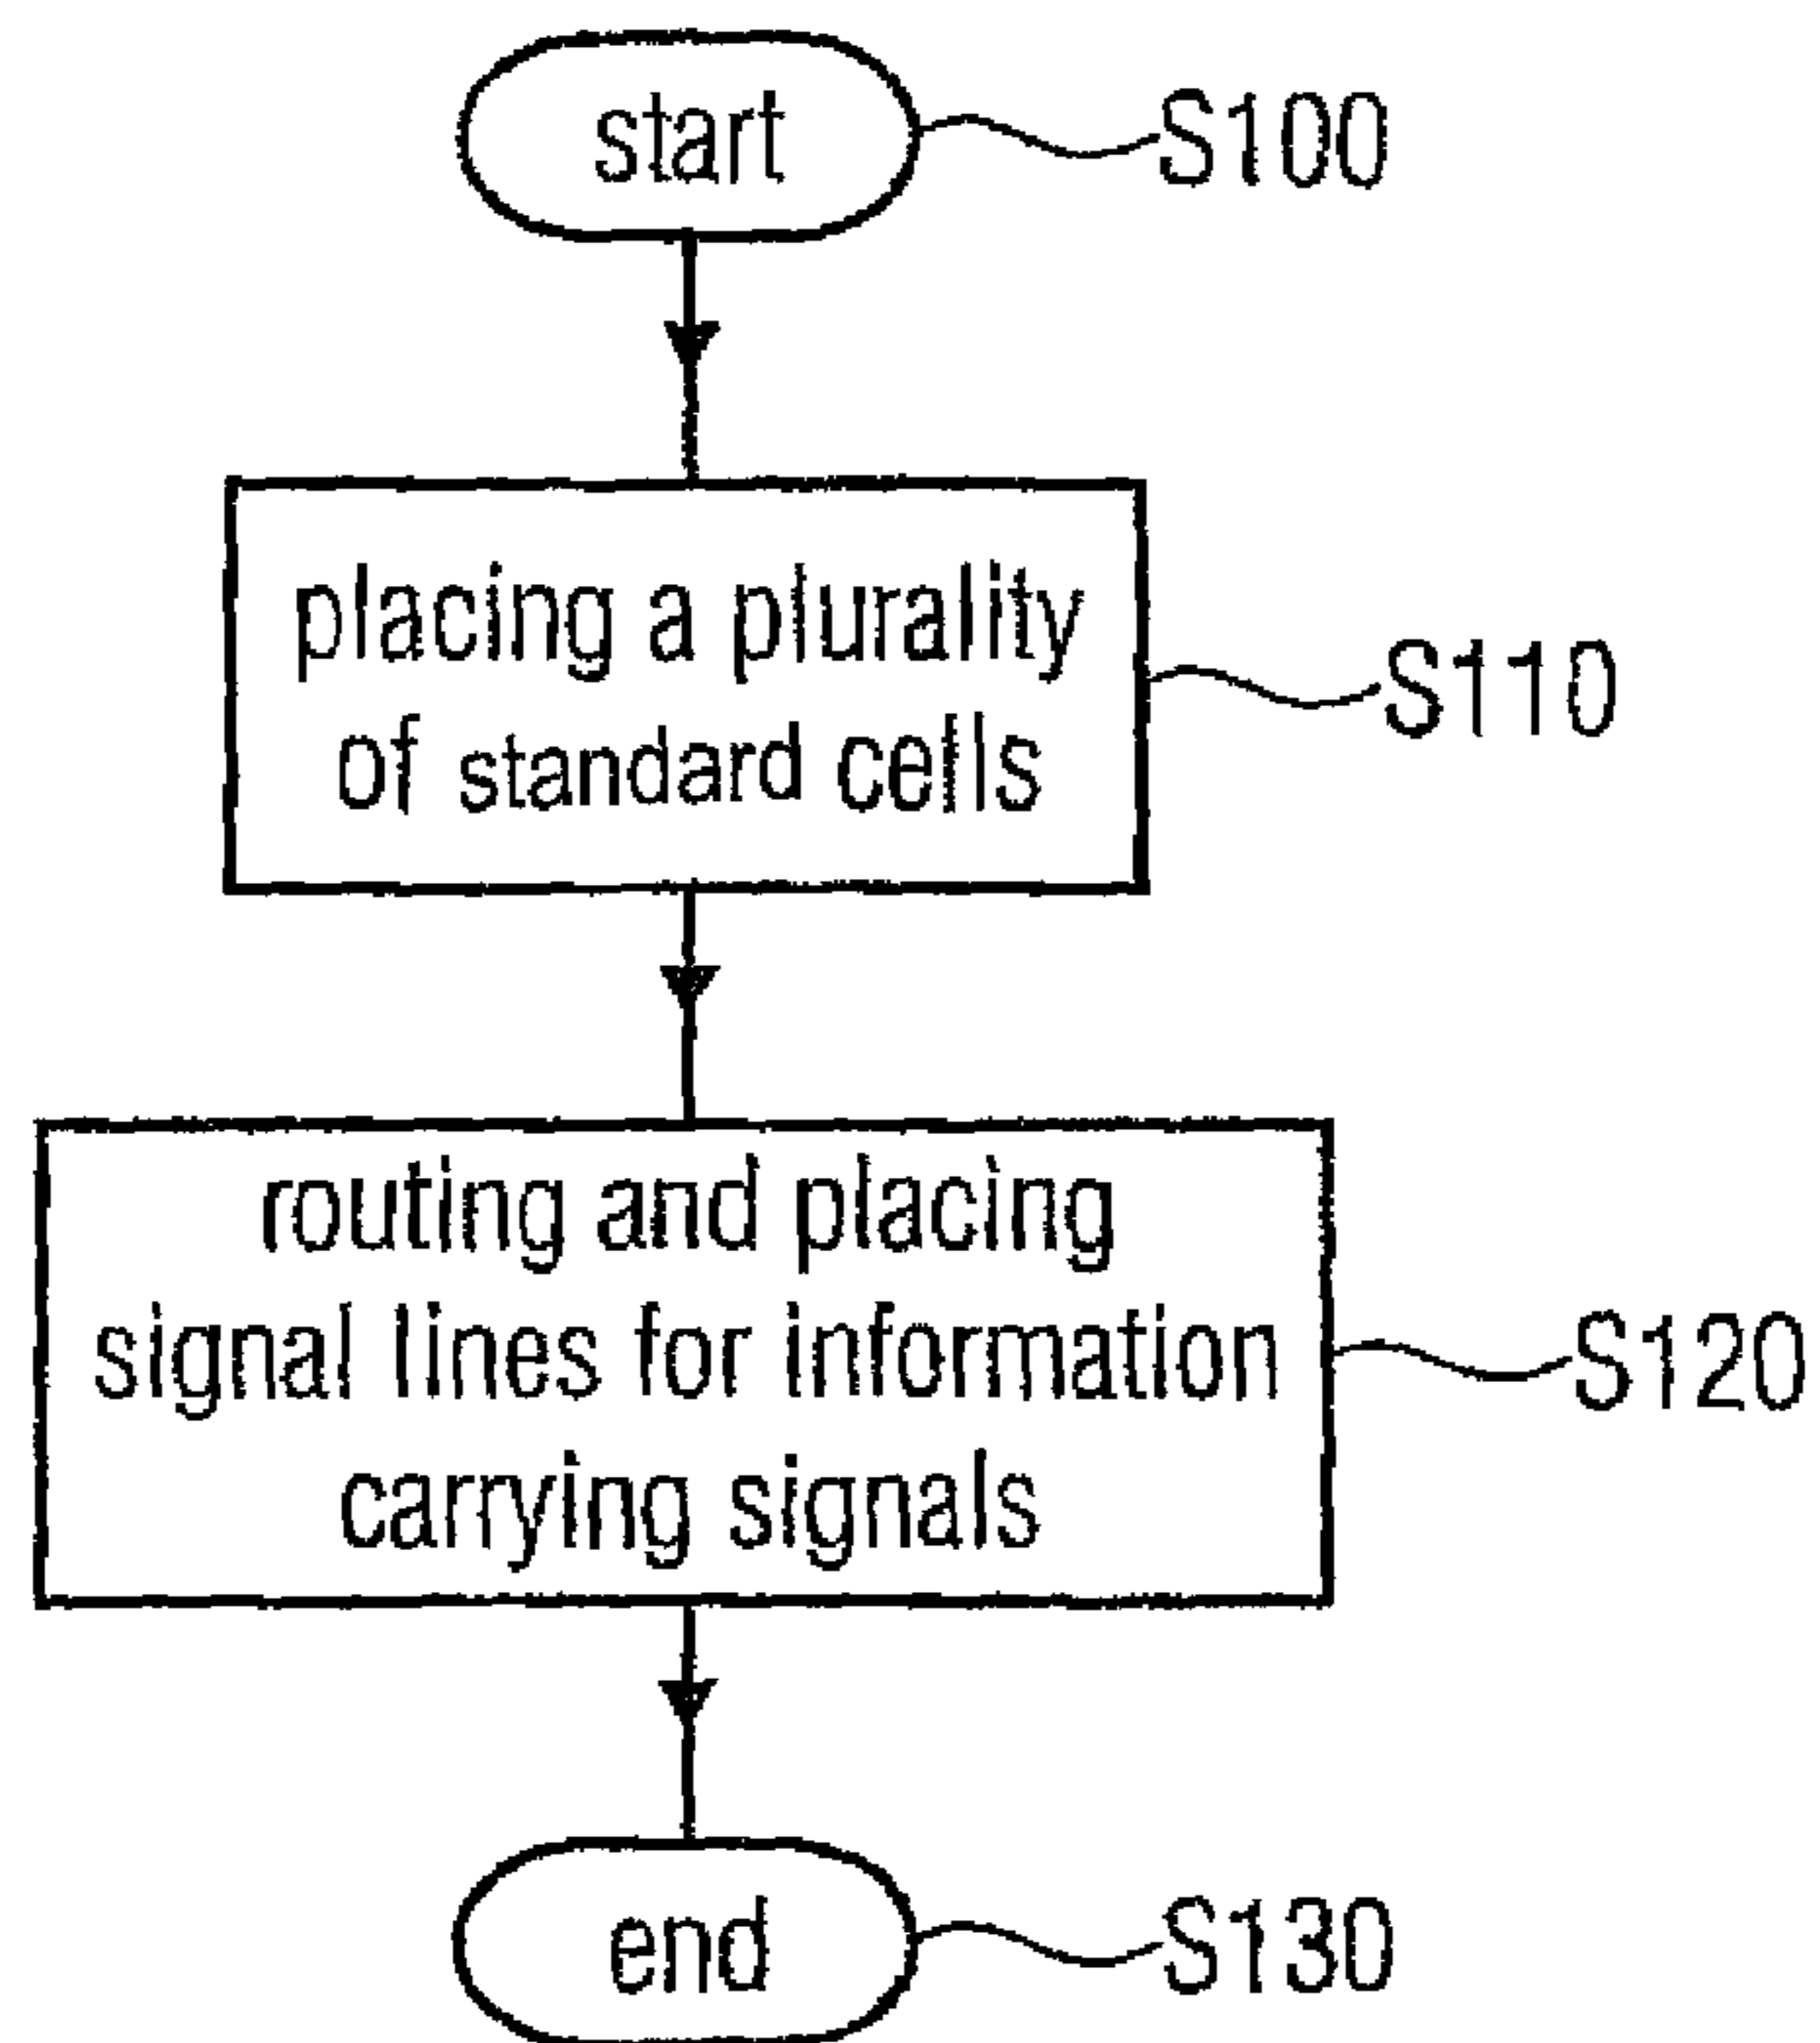 start
S100
placing a plurality
of standard cells
S110
routing and placing
signal lines for information
carrying signals
S120
end
S130